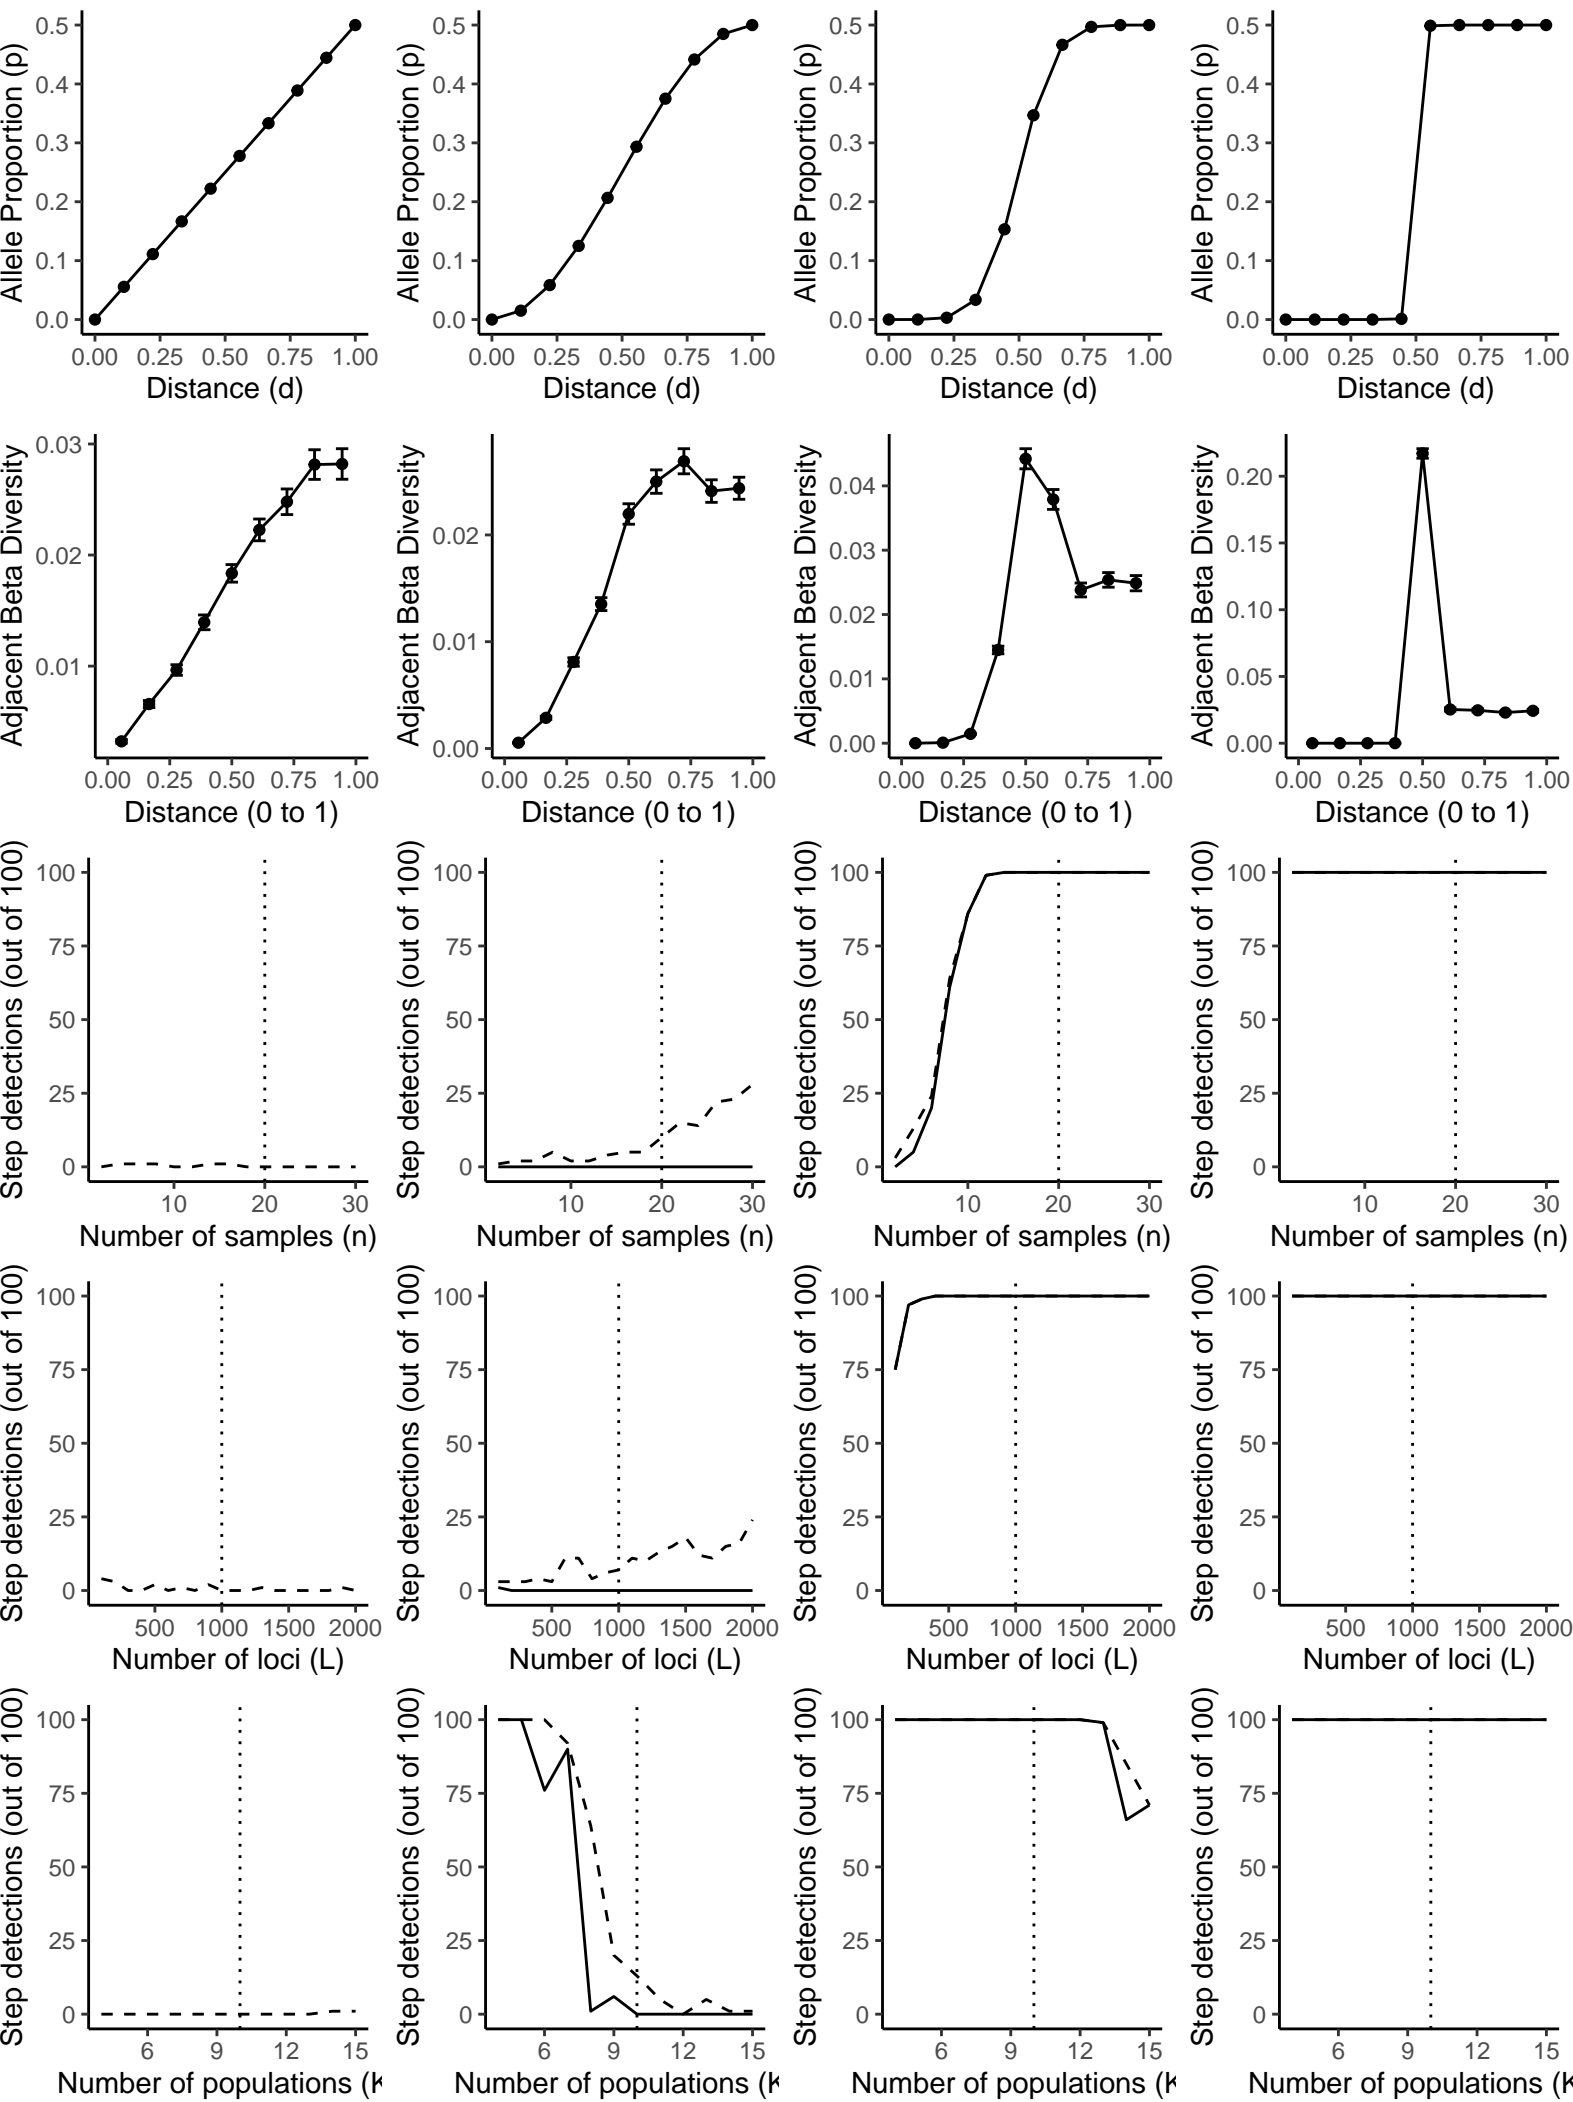 Allele Proportion (p)
0.5
0.4
0.3
0.2
0.1
0.0
0.00 0.25 0.50 0.75 1.00
Distance (d)
Allele Proportion (p)
0.5
0.4
0.3
0.2
0.1
0.0
0.00 0.25 0.50 0.75 1.00
Distance (d)
Allele Proportion (p)
0.5
0.4
0.3
0.2
0.1
0.0
0.00 0.25 0.50 0.75 1.00
Distance (d)
Allele Proportion (p)
0.5
0.4
0.3
0.2
0.1
0.0
0.00 0.25 0.50 0.75 1.00
Distance (d)
Adjacent Beta Diversity
0.03
0.02
0.01
0.00 0.25 0.50 0.75 1.00
Distance (0 to 1)
Adjacent Beta Diversity
0.02
0.01
0.00
0.00 0.25 0.50 0.75 1.00
Distance (0 to 1)
Adjacent Beta Diversity
0.04
0.03
0.02
0.01
0.00
0.00 0.25 0.50 0.75 1.00
Distance (0 to 1)
Adjacent Beta Diversity
0.20
0.15
0.10
0.05
0.00
0.00 0.25 0.50 0.75 1.00
Distance (0 to 1)
Step detections (out of 100)
100
75
50
25
0
10 20 30
Number of samples (n)
Step detections (out of 100)
100
75
50
25
0
10 20 30
Number of samples (n)
Step detections (out of 100)
100
75
50
25
0
10 20 30
Number of samples (n)
Step detections (out of 100)
100
75
50
25
0
10 20 30
Number of samples (n)
Step detections (out of 100)
100
75
50
25
0
500 1000 1500 2000
Number of loci (L)
Step detections (out of 100)
100
75
50
25
0
500 1000 1500 2000
Number of loci (L)
Step detections (out of 100)
100
75
50
25
0
500 1000 1500 2000
Number of loci (L)
Step detections (out of 100)
100
75
50
25
0
500 1000 1500 2000
Number of loci (L)
Step detections (out of 100)
100
75
50
25
0
6 9 12 15
Number of populations (K
Step detections (out of 100)
100
75
50
25
0
6 9 12 15
Number of populations (K
Step detections (out of 100)
100
75
50
25
0
6 9 12 15
Number of populations (K
Step detections (out of 100)
100
75
50
25
0
6 9 12 15
Number of populations (K